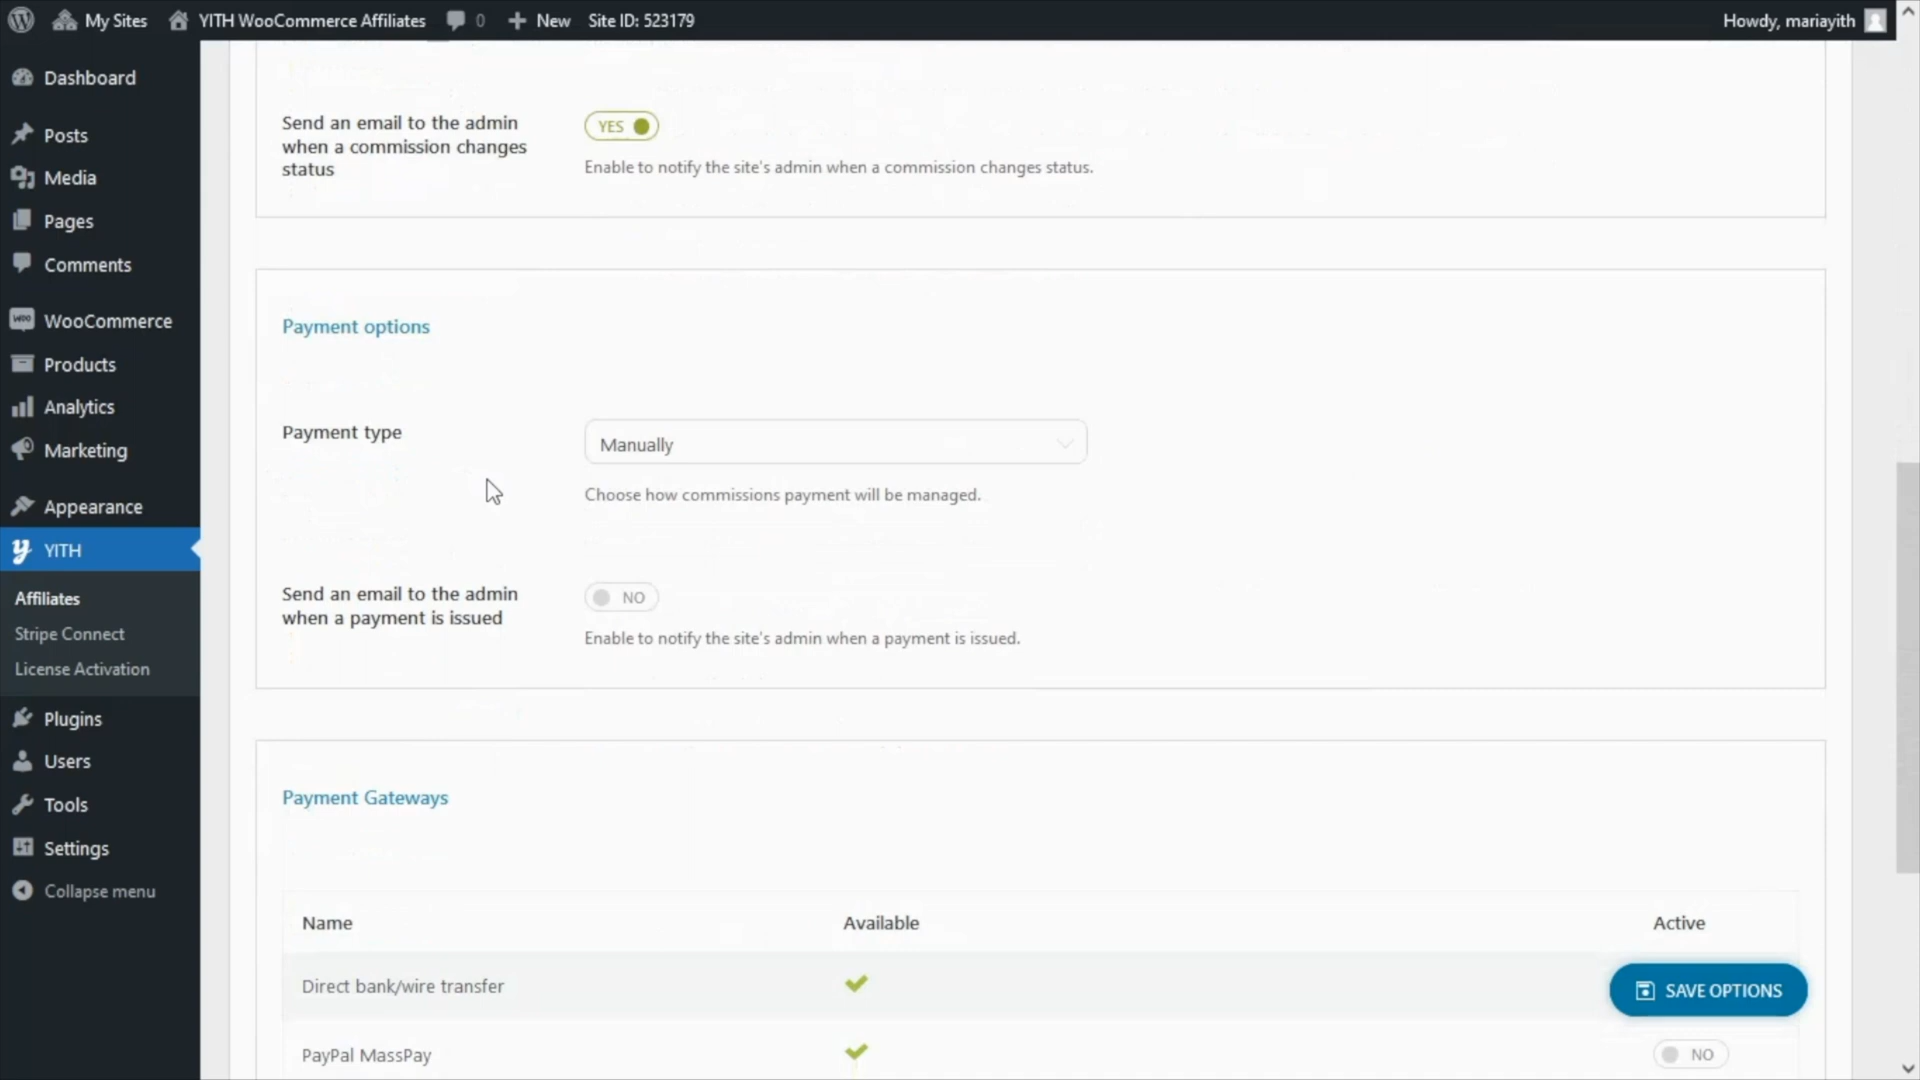 My Sites
YITH WooCommerce Affiliates
0
New
Site ID: 523179
Howdy, mariayith
Dashboard
Posts
Media
Pages
Comments
WooCommerce
Products
Analytics
Marketing
Appearance
YITH
Affiliates
Stripe Connect
License Activation
Plugins
Users
Tools
Settings
Collapse menu
Send an email to the admin
when a commission changes
status
YES
Enable to notify the site's admin when a commission changes status.
Payment options
Payment type
Manually
Choose how commissions payment will be managed.
Send an email to the admin
when a payment is issued
NO
Enable to notify the site's admin when a payment is issued.
Payment Gateways
Name Available Active
Direct bank/wire transfer
SAVE OPTIONS
PayPal MassPay
NO